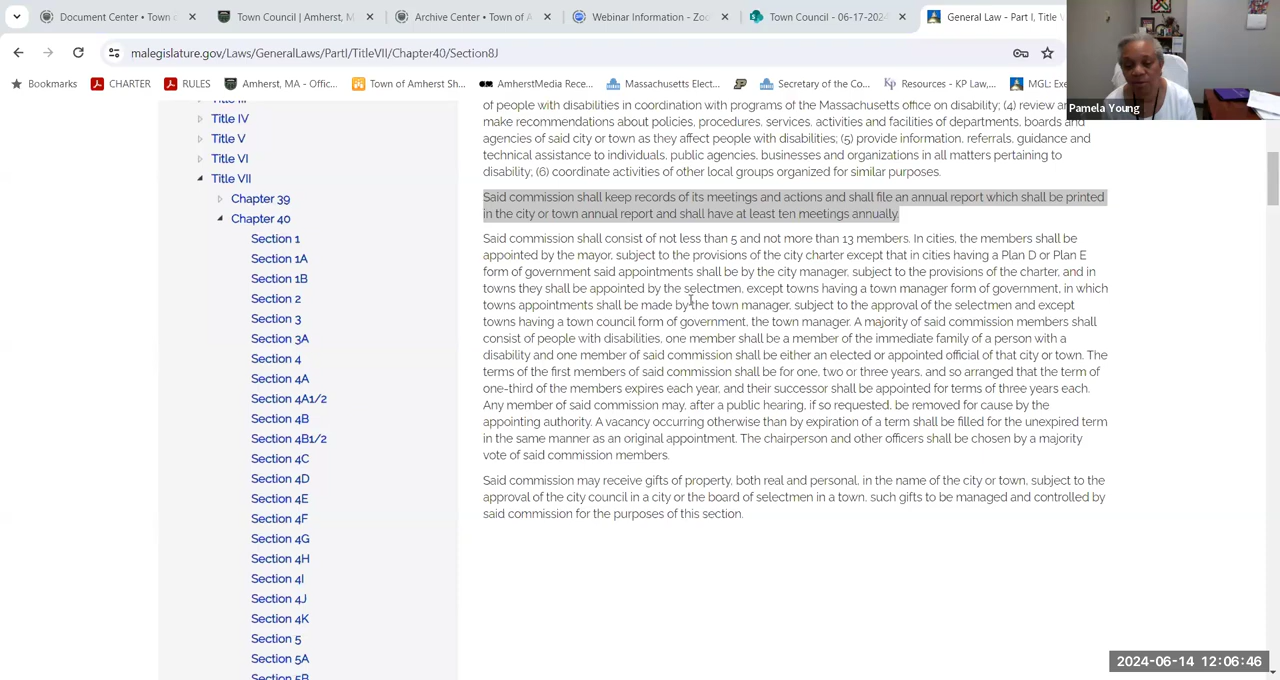 Document Center • Town o
Town Council | Amherst, M
Archive Center • Town of A
Webinar Information - Zoo
Town Council - 06-17-202
General Law - Part I, Title V
malegislature.gov/Laws/GeneralLaws/PartI/TitleVII/Chapter40/Section8J
Bookmarks
CHARTER
RULES
Amherst, MA - Offic...
Town of Amherst Sh...
AmherstMedia Rece...
Massachusetts Elect...
Secretary of the Co...
Resources - KP Law,...
MGL: Exe
Pamela Young
Title IV
Title V
Title VI
Title VII
Chapter 39
Chapter 40
Section 1
Section 1A
Section 1B
Section 2
Section 3
Section 3A
Section 4
Section 4A
Section 4A1/2
Section 4B
Section 4B1/2
Section 4C
Section 4D
Section 4E
Section 4F
Section 4G
Section 4H
Section 4I
Section 4J
Section 4K
Section 5
Section 5A
Section 5B
of people with disabilities in coordination with programs of the Massachusetts office on disability; (4) review an
recommendations about policies, procedures, services, activities and facilities of departments, boards and
agencies of said city or town as they affect people with disabilities; (5) provide information, referrals, guidance and
technical assistance to individuals, public agencies, businesses and organizations in all matters pertaining to
disability; (6) coordinate activities of other local groups organized for similar purposes.
Said commission shall keep records of its meetings and actions and shall file an annual report which shall be printed
in the city or town annual report and shall have at least ten meetings annually.
Said commission shall consist of not less than 5 and not more than 13 members. In cities, the members shall be
appointed by the mayor, subject to the provisions of the city charter except that in cities having a Plan D or Plan E
form of government said appointments shall be by the city manager, subject to the provisions of the charter, and in
towns they shall be appointed by the selectmen, except towns having a town manager form of government, in which
towns appointments shall be made by the town manager, subject to the approval of the selectmen and except
towns having a town council form of government, the town manager. A majority of said commission members shall
consist of people with disabilities, one member shall be a member of the immediate family of a person with a
disability and one member of said commission shall be either an elected or appointed official of that city or town. The
terms of the first members of said commission shall be for one, two or three years, and so arranged that the term of
one-third of the members expires each year, and their successor shall be appointed for terms of three years each.
Any member of said commission may, after a public hearing, if so requested, be removed for cause by the
appointing authority. A vacancy occurring otherwise than by expiration of a term shall be filled for the unexpired term
in the same manner as an original appointment. The chairperson and other officers shall be chosen by a majority
vote of said commission members.
Said commission may receive gifts of property, both real and personal, in the name of the city or town, subject to the
approval of the city council in a city or the board of selectmen in a town, such gifts to be managed and controlled by
said commission for the purposes of this section.
2024-06-14 12:06:46